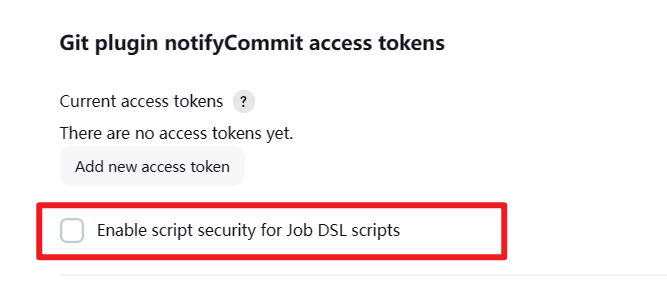 Git plugin notifyCommit access tokens
Current access tokens ?
There are no access tokens yet.
Add new access token
Enable script security for Job DSL scripts